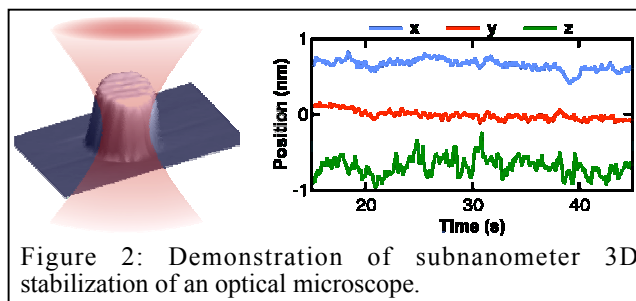 x y z
1
0
-1
Position (nm)
20 30 40
Time (s)
Figure 2: Demonstration of subnanometer 3D
stabilization of an optical microscope.